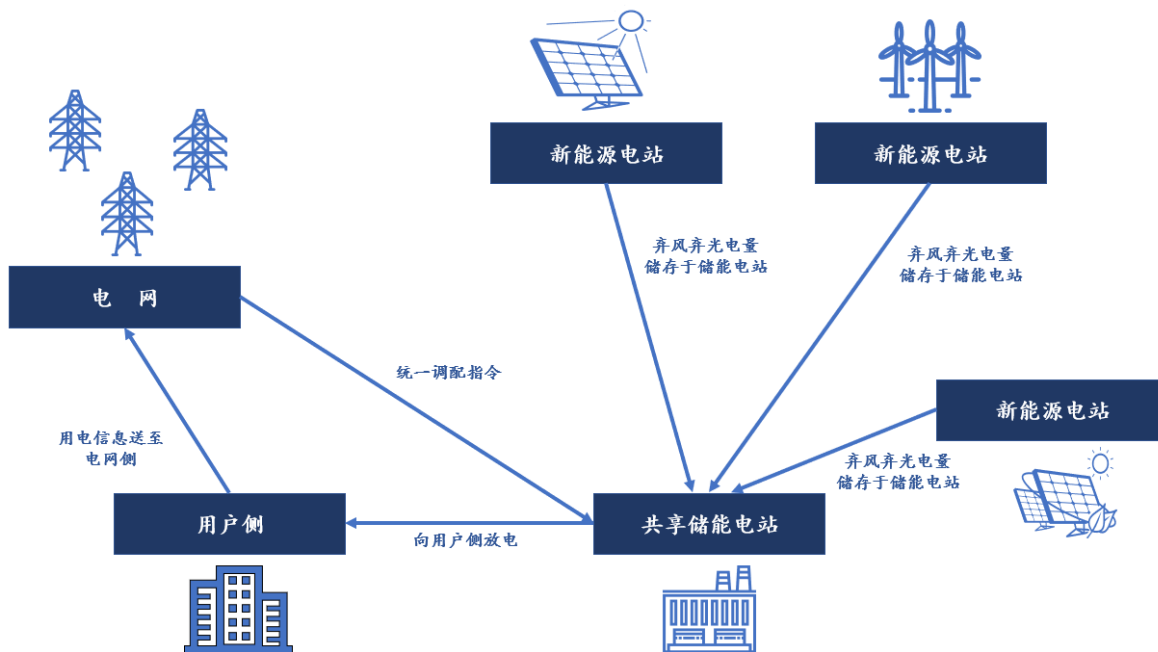 新能源电站
新能源电站
弃风弃光电量
储存于储能电站
弃风弃光电量
储存于储能电站
电 网
统一调配指令
新能源电站
用电信息送至
电网侧
弃风弃光电量
储存于储能电站
用户侧
向用户侧放电
共享储能电站